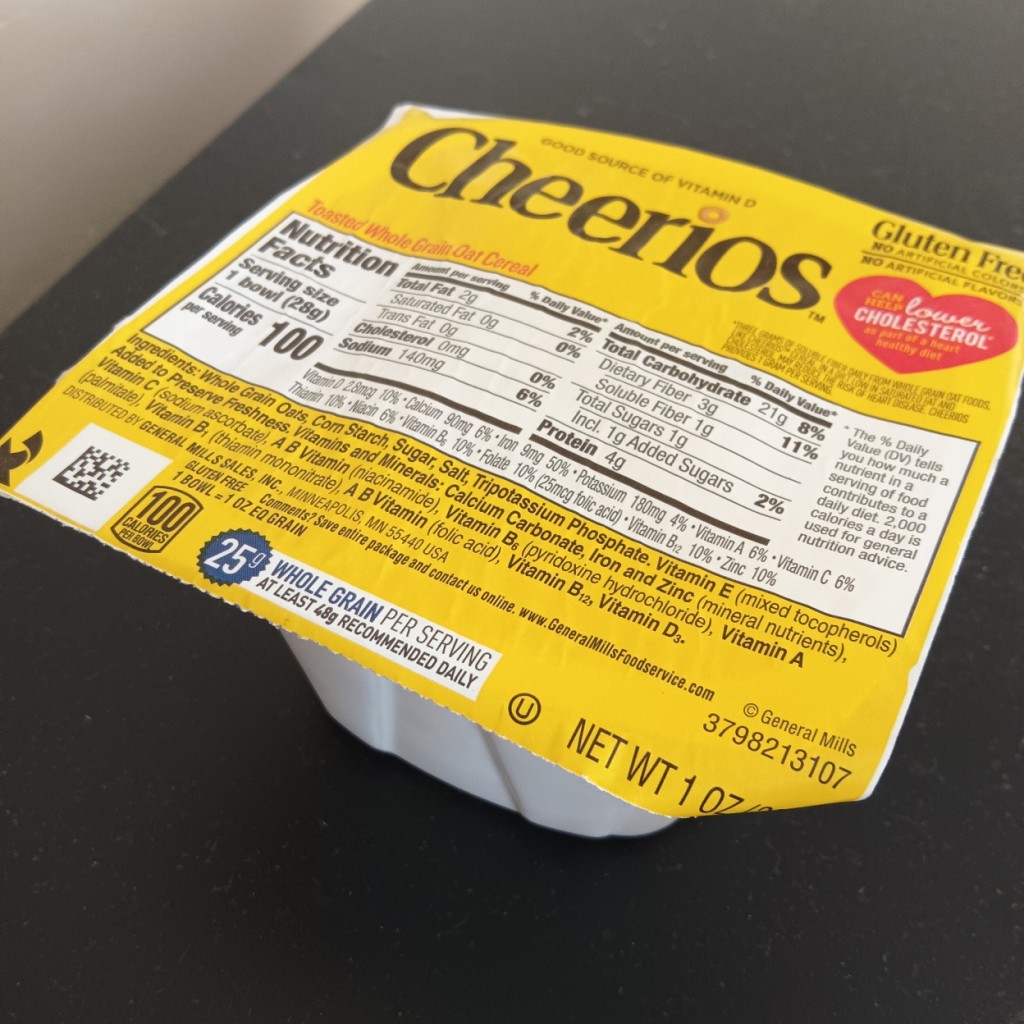 GOOD SOURCE OF VITAMIN D
Cheerios™
Toasted Whole Grain Oat Cereal
Gluten Free
NO ARTIFICIAL COLORS
NO ARTIFICIAL FLAVORS
CAN HELP lower
CHOLESTEROL*
as part of a heart
healthy diet
Nutrition
Facts
Serving size
1 bowl (28g)
Calories
per serving
100
Amount per serving % Daily Value*
Total Fat 2g 2%
Saturated Fat 0g 0%
Trans Fat 0g
Cholesterol 0mg 0%
Sodium 140mg 6%
Amount per serving % Daily Value*
Total Carbohydrate 21g 8%
Dietary Fiber 3g 11%
Soluble Fiber 1g
Total Sugars 1g
Incl. 1g Added Sugars 2%
Protein 4g
Vitamin D 2.8mcg 10% • Calcium 90mg 6% • Iron 9mg 50% • Potassium 180mg 4% • Vitamin A 6% • Vitamin C 6%
Thiamin 10% • Niacin 6% • Vitamin B₆ 10% • Folate 10% (25mcg folic acid) • Vitamin B₁₂ 10% • Zinc 10%
* The % Daily
Value (DV) tells
you how much a
nutrient in a
serving of food
contributes to a
daily diet. 2,000
calories a day is
used for general
nutrition advice.
Ingredients: Whole Grain Oats, Corn Starch, Sugar, Salt, Tripotassium Phosphate, Vitamin E (mixed tocopherols)
Added to Preserve Freshness. Vitamins and Minerals: Calcium Carbonate, Iron and Zinc (mineral nutrients),
Vitamin C (sodium ascorbate), A B Vitamin (niacinamide), Vitamin B₆ (pyridoxine hydrochloride), Vitamin A
(palmitate), Vitamin B₁ (thiamin mononitrate), A B Vitamin (folic acid), Vitamin B₁₂, Vitamin D₃.
DISTRIBUTED BY GENERAL MILLS SALES, INC., MINNEAPOLIS, MN 55440 USA
GLUTEN FREE Comments? Save entire package and contact us online. www.GeneralMillsFoodservice.com
1 BOWL = 1 OZ EQ GRAIN
100
CALORIES
PER BOWL
25g WHOLE GRAIN PER SERVING
AT LEAST 48g RECOMMENDED DAILY
© General Mills
3798213107
U
NET WT 1 OZ